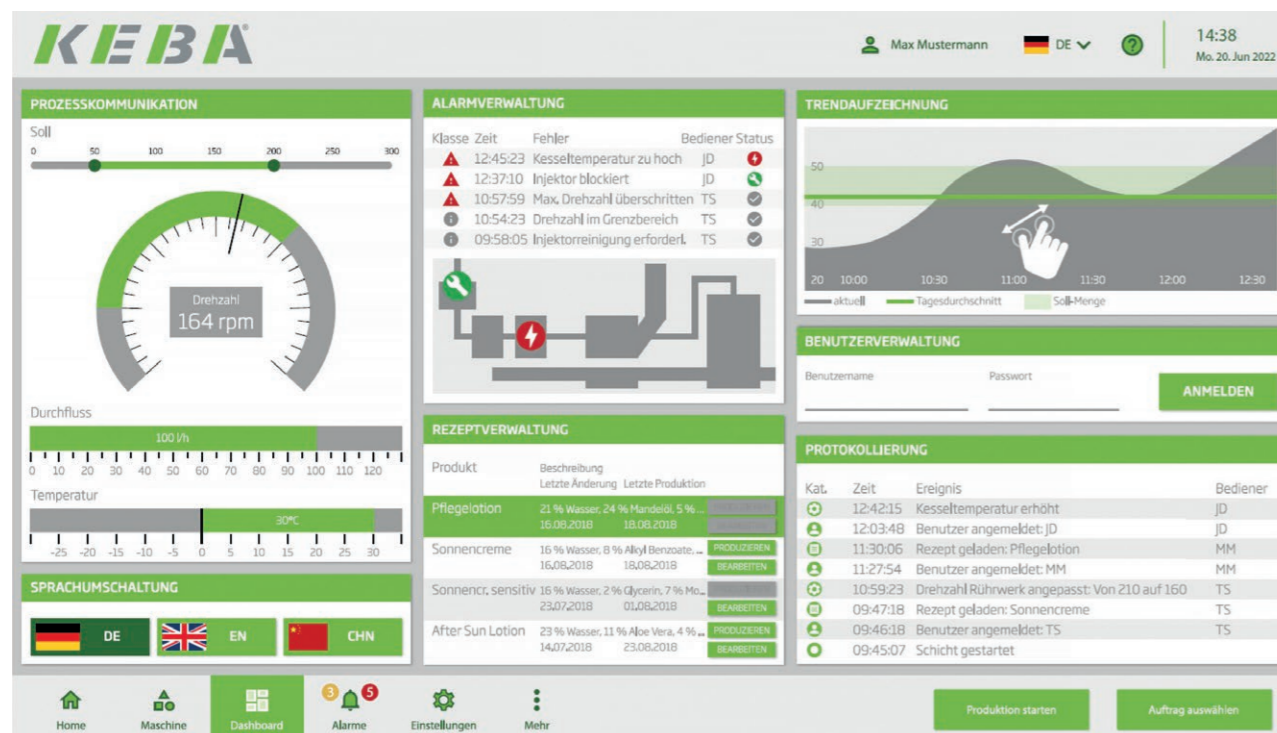 KEBA
Max Mustermann
DE
14:38
Mo. 20. Jun 2022
PROZESSKOMMUNIKATION
Soll
0 50 100 150 200 250 300
Drehzahl
164 rpm
Durchfluss
100 l/h
0 10 20 30 40 50 60 70 80 90 100 110 120
Temperatur
30°C
-25 -20 -15 -10 -5 0 5 10 15 20 25 30
SPRACHUMSCHALTUNG
DE EN CHN
ALARMVERWALTUNG
Klasse Zeit Fehler Bediener Status
12:45:23 Kesseltemperatur zu hoch JD
12:37:10 Injektor blockiert JD
10:57:59 Max. Drehzahl überschritten TS
10:54:23 Drehzahl im Grenzbereich TS
09:58:05 Injektorreinigung erforderl. TS
REZEPTVERWALTUNG
Produkt Beschreibung
Letzte Änderung Letzte Produktion
Pflegelotion 21 % Wasser, 24 % Mandelöl, 5 % ...
16.08.2018 18.08.2018
Sonnencreme 16 % Wasser, 8 % Alkyl Benzoate, ... PRODUZIEREN
16.08.2018 18.08.2018 BEARBEITEN
Sonnencr. sensitiv 16 % Wasser, 2 % Glycerin, 7 % Mo...
23.07.2018 01.08.2018 BEARBEITEN
After Sun Lotion 23 % Wasser, 11 % Aloe Vera, 4 % ... PRODUZIEREN
14.07.2018 23.08.2018 BEARBEITEN
TRENDAUFZEICHNUNG
50
40
30
20 10:00 10:30 11:00 11:30 12:00 12:30
aktuell Tagesdurchschnitt Soll-Menge
BENUTZERVERWALTUNG
Benutzername Passwort
ANMELDEN
PROTOKOLLIERUNG
Kat. Zeit Ereignis Bediener
12:42:15 Kesseltemperatur erhöht JD
12:03:48 Benutzer angemeldet: JD JD
11:30:06 Rezept geladen: Pflegelotion MM
11:27:54 Benutzer angemeldet: MM MM
10:59:23 Drehzahl Rührwerk angepasst: Von 210 auf 160 TS
09:47:18 Rezept geladen: Sonnencreme TS
09:46:18 Benutzer angemeldet: TS TS
09:45:07 Schicht gestartet
3 5
Home Maschine Dashboard Alarme Einstellungen Mehr
Produktion starten Auftrag auswählen